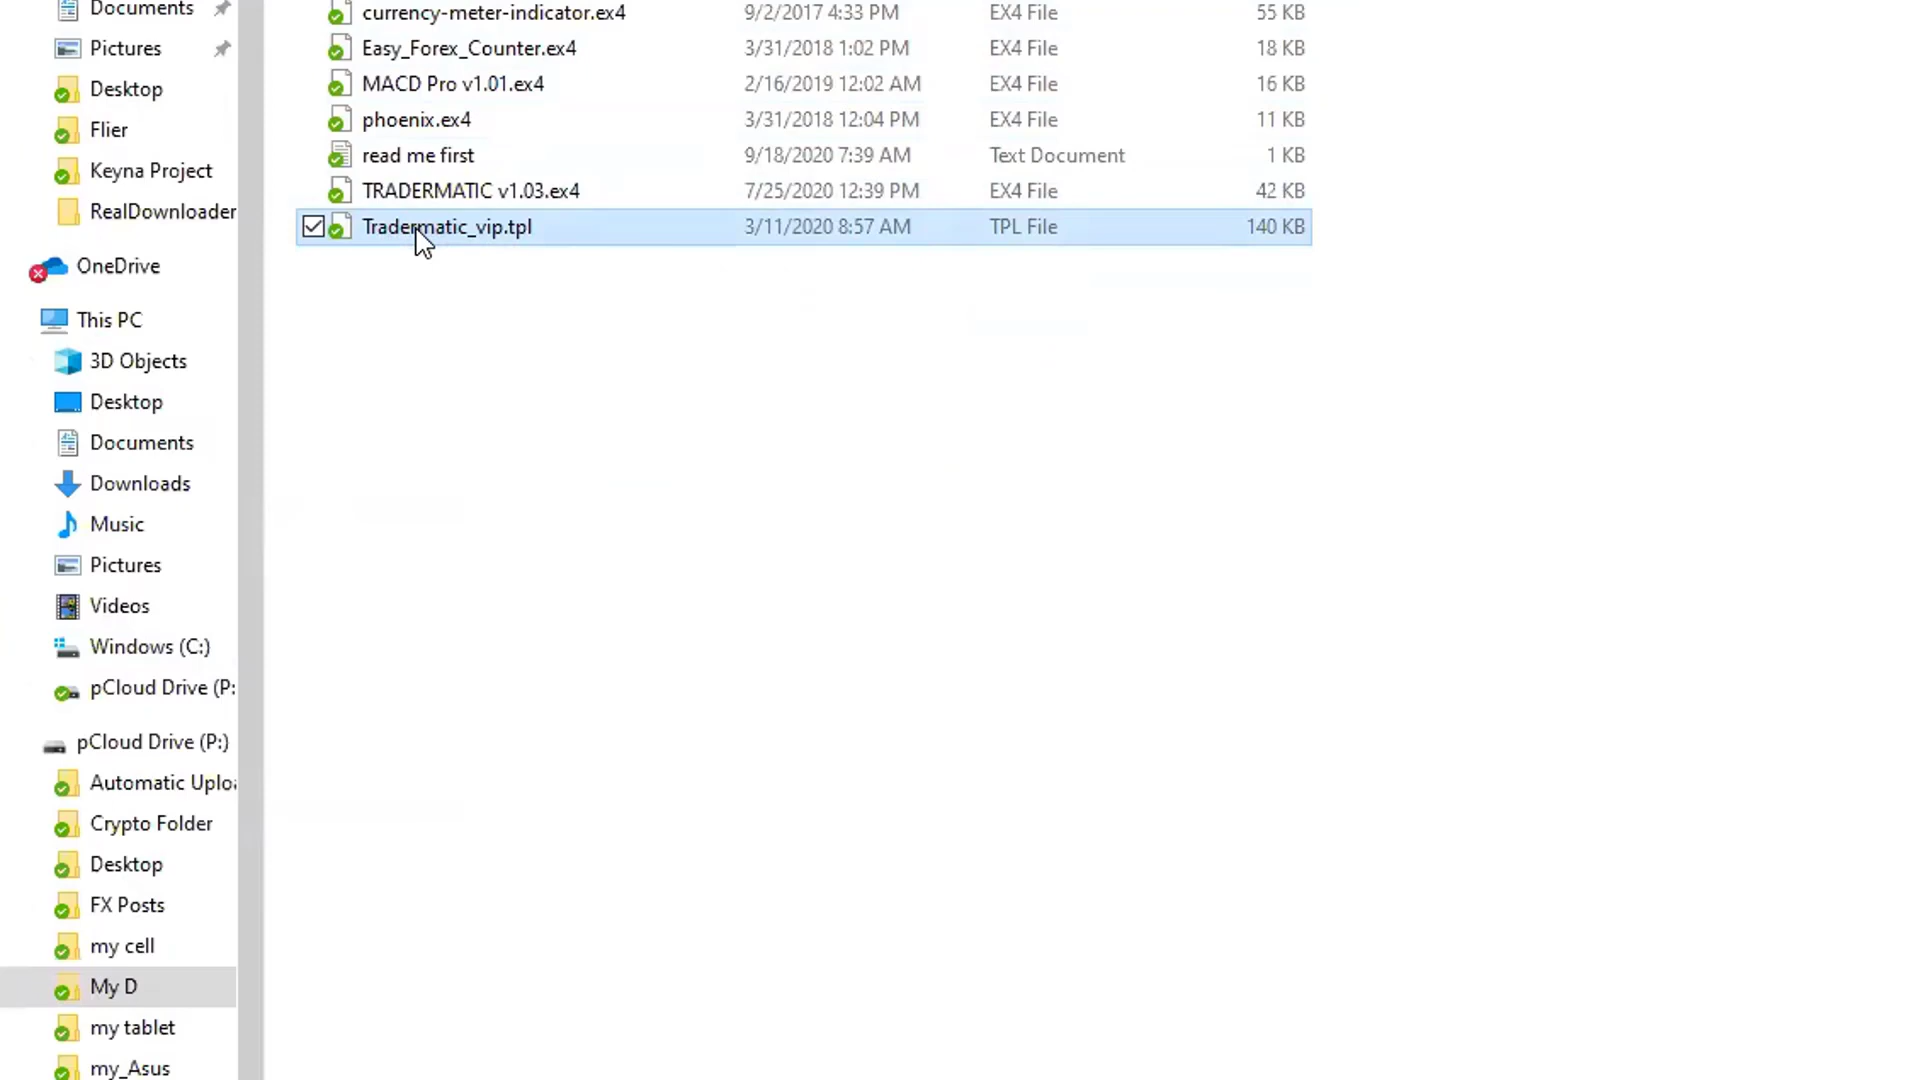 Documents
Pictures
Desktop
Flier
Keyna Project
RealDownloader
OneDrive
This PC
3D Objects
Desktop
Documents
Downloads
Music
Pictures
Videos
Windows (C:)
pCloud Drive (P:
pCloud Drive (P:)
Automatic Uplo
Crypto Folder
Desktop
FX Posts
my cell
My D
my tablet
my_Asus
currency-meter-indicator.ex4 9/2/2017 4:33 PM EX4 File 55 KB
Easy_Forex_Counter.ex4 3/31/2018 1:02 PM EX4 File 18 KB
MACD Pro v1.01.ex4 2/16/2019 12:02 AM EX4 File 16 KB
phoenix.ex4 3/31/2018 12:04 PM EX4 File 11 KB
read me first 9/18/2020 7:39 AM Text Document 1 KB
TRADERMATIC v1.03.ex4 7/25/2020 12:39 PM EX4 File 42 KB
Tradermatic_vip.tpl 3/11/2020 8:57 AM TPL File 140 KB